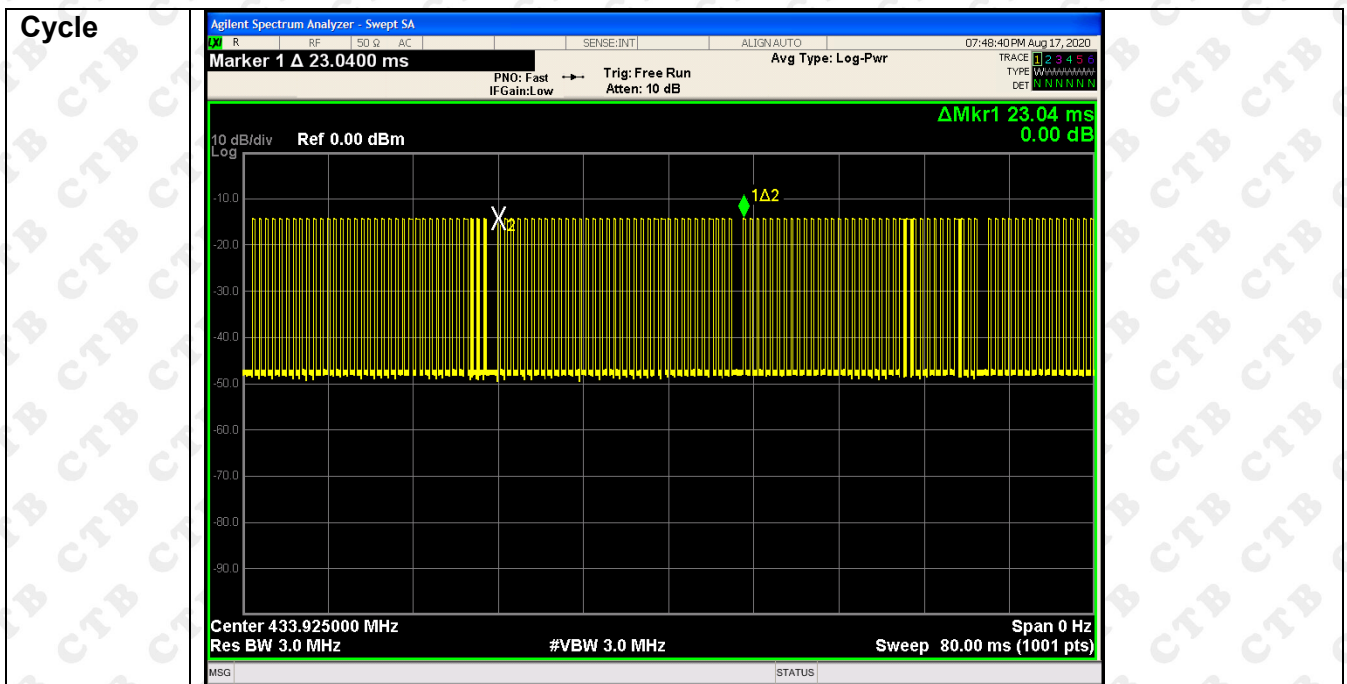 Cycle
Agilent Spectrum Analyzer - Swept SA
LXI R RF 50 Ω AC SENSE:INT ALIGNAUTO 07:48:40 PM Aug 17, 2020
Marker 1 Δ 23.0400 ms
Avg Type: Log-Pwr
TRACE 1 2 3 4 5 6
PNO: Fast Trig: Free Run
TYPE
IFGain:Low Atten: 10 dB
DET N N N N N N
ΔMkr1 23.04 ms
0.00 dB
10 dB/div Ref 0.00 dBm
Log
-10.0
1Δ2
X2
-20.0
-30.0
-40.0
-50.0
-60.0
-70.0
-80.0
-90.0
Center 433.925000 MHz Span 0 Hz
Res BW 3.0 MHz #VBW 3.0 MHz Sweep 80.00 ms (1001 pts)
MSG STATUS
CTB